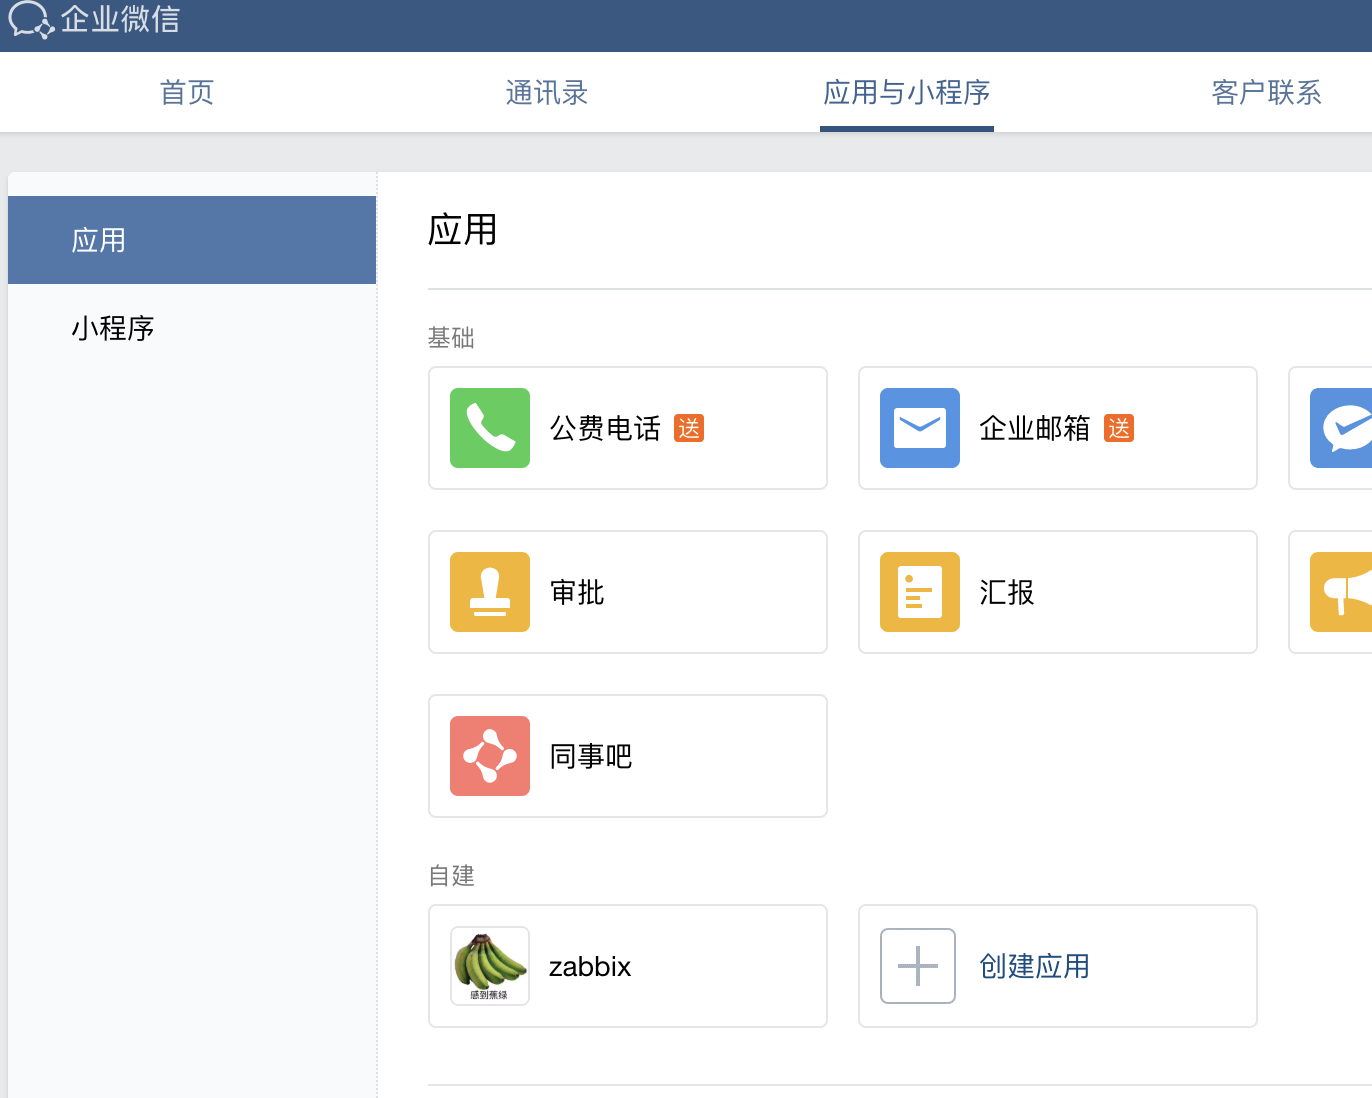 企业微信
首页 通讯录 应用与小程序 客户联系
应用
小程序
应用
基础
公费电话 送
企业邮箱 送
审批
汇报
同事吧
自建
感到蕉绿
zabbix
创建应用